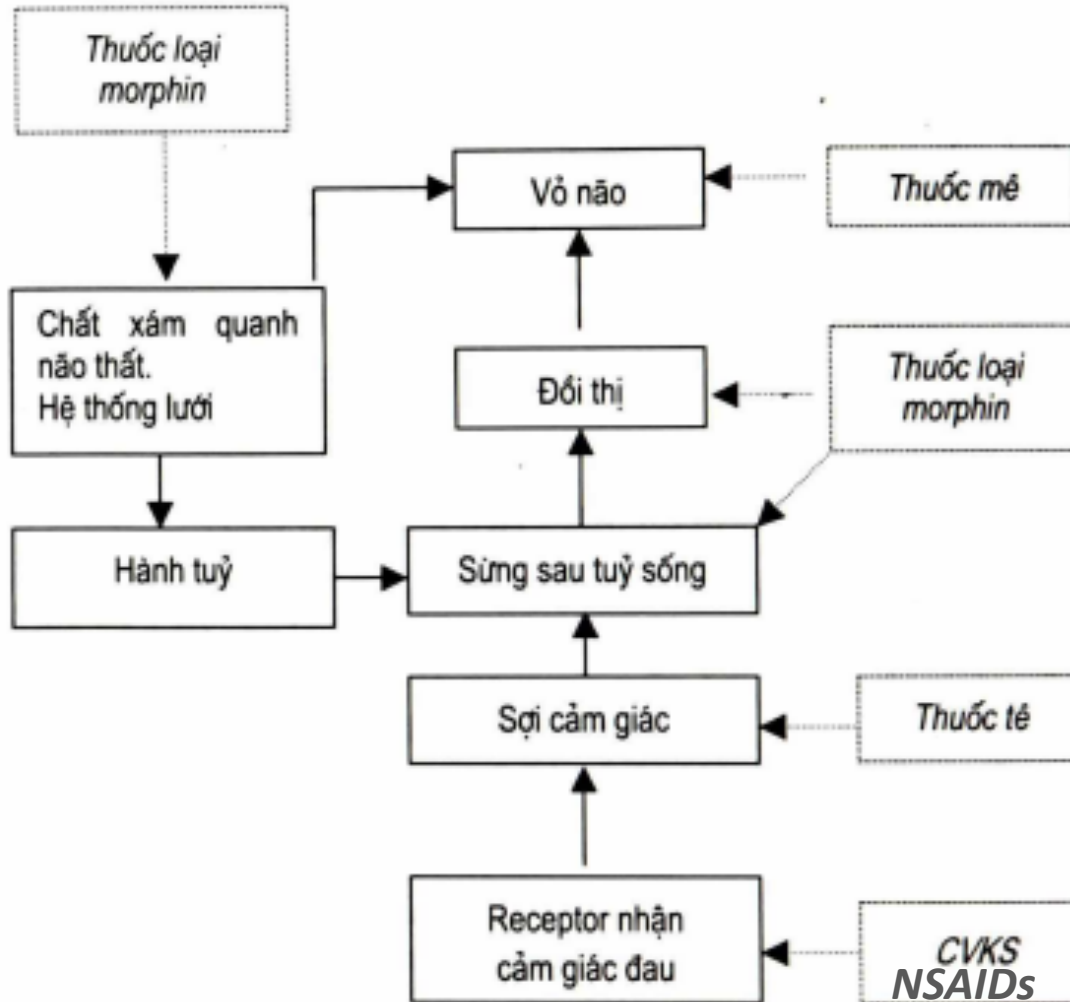 Thuốc loại
morphin
Vỏ não
Thuốc mê
Chất xám quanh
não thất.
Hệ thống lưới
Đồi thị
Thuốc loại
morphin
Hành tuỷ
Sừng sau tuỷ sống
Sợi cảm giác
Thuốc tê
Receptor nhận
cảm giác đau
CVKS
NSAIDs